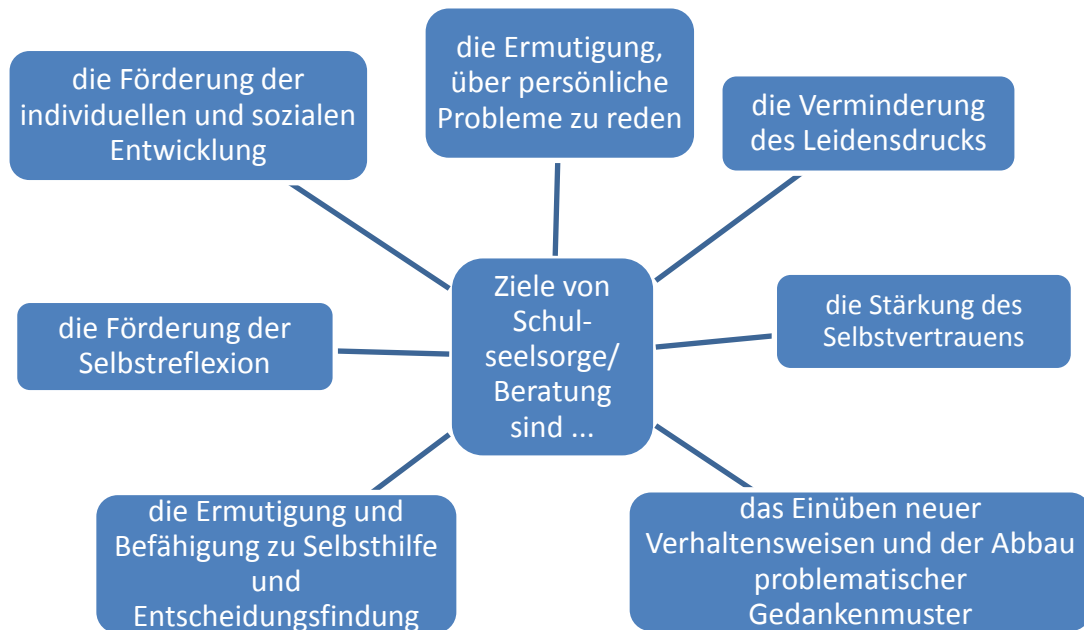 die Ermutigung,
über persönliche
Probleme zu reden
die Förderung der
individuellen und sozialen
Entwicklung
die Verminderung
des Leidensdrucks
Ziele von
Schul-
seelsorge/
Beratung
sind ...
die Förderung der
Selbstreflexion
die Stärkung des
Selbstvertrauens
die Ermutigung und
Befähigung zu Selbsthilfe
und
Entscheidungsfindung
das Einüben neuer
Verhaltensweisen und der Abbau
problematischer
Gedankenmuster